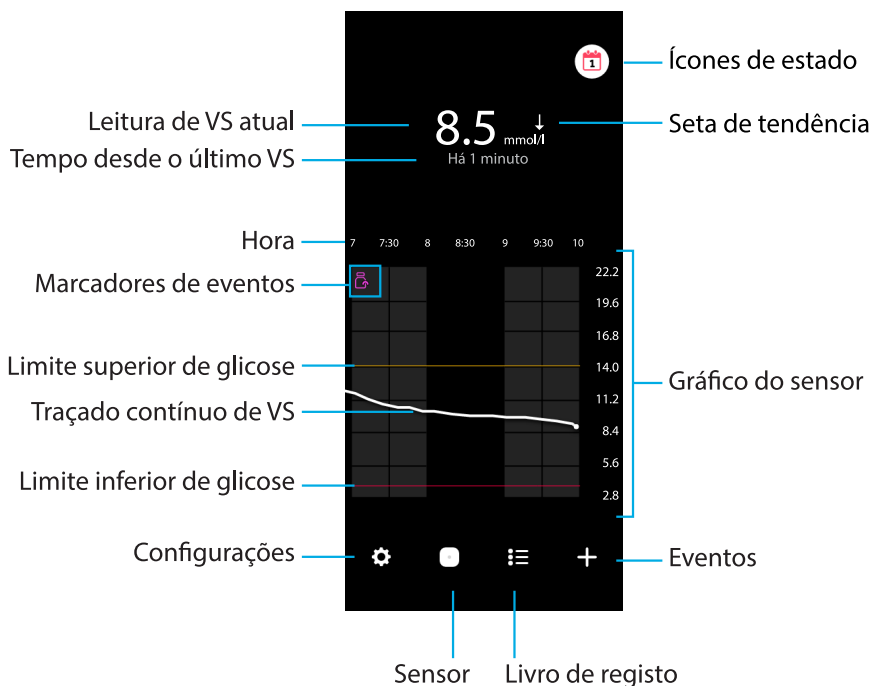 1
Ícones de estado
Leitura de VS atual
8.5 mmol/l
Seta de tendência
Tempo desde o último VS
Há 1 minuto
Hora
7 7:30 8 8:30 9 9:30 10
Marcadores de eventos
22.2
19.6
16.8
Limite superior de glicose
14.0
Gráfico do sensor
11.2
Traçado contínuo de VS
8.4
5.6
Limite inferior de glicose
2.8
Configurações
Eventos
Sensor
Livro de registo